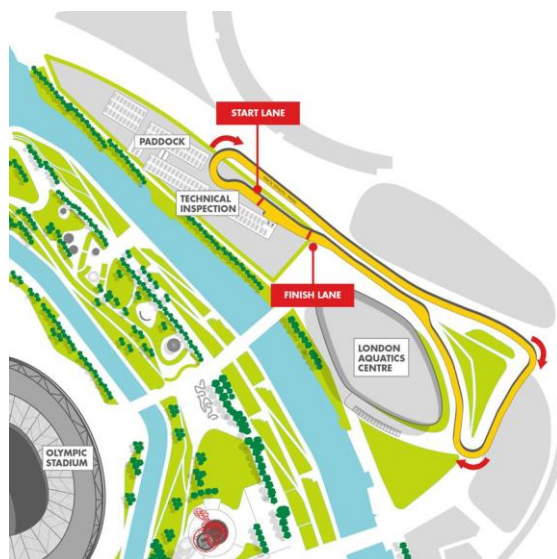 START LANE
PADDOCK
TECHNICAL
INSPECTION
FINISH LANE
LONDON
AQUATICS
CENTRE
OLYMPIC
STADIUM